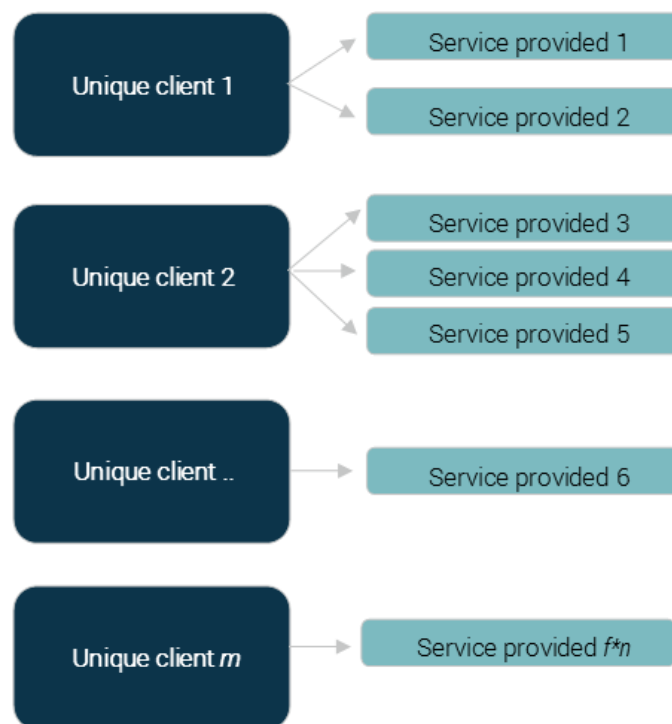 Unique client 1
Service provided 1
Service provided 2
Unique client 2
Service provided 3
Service provided 4
Service provided 5
Unique client ..
Service provided 6
Unique client m
Service provided f*n